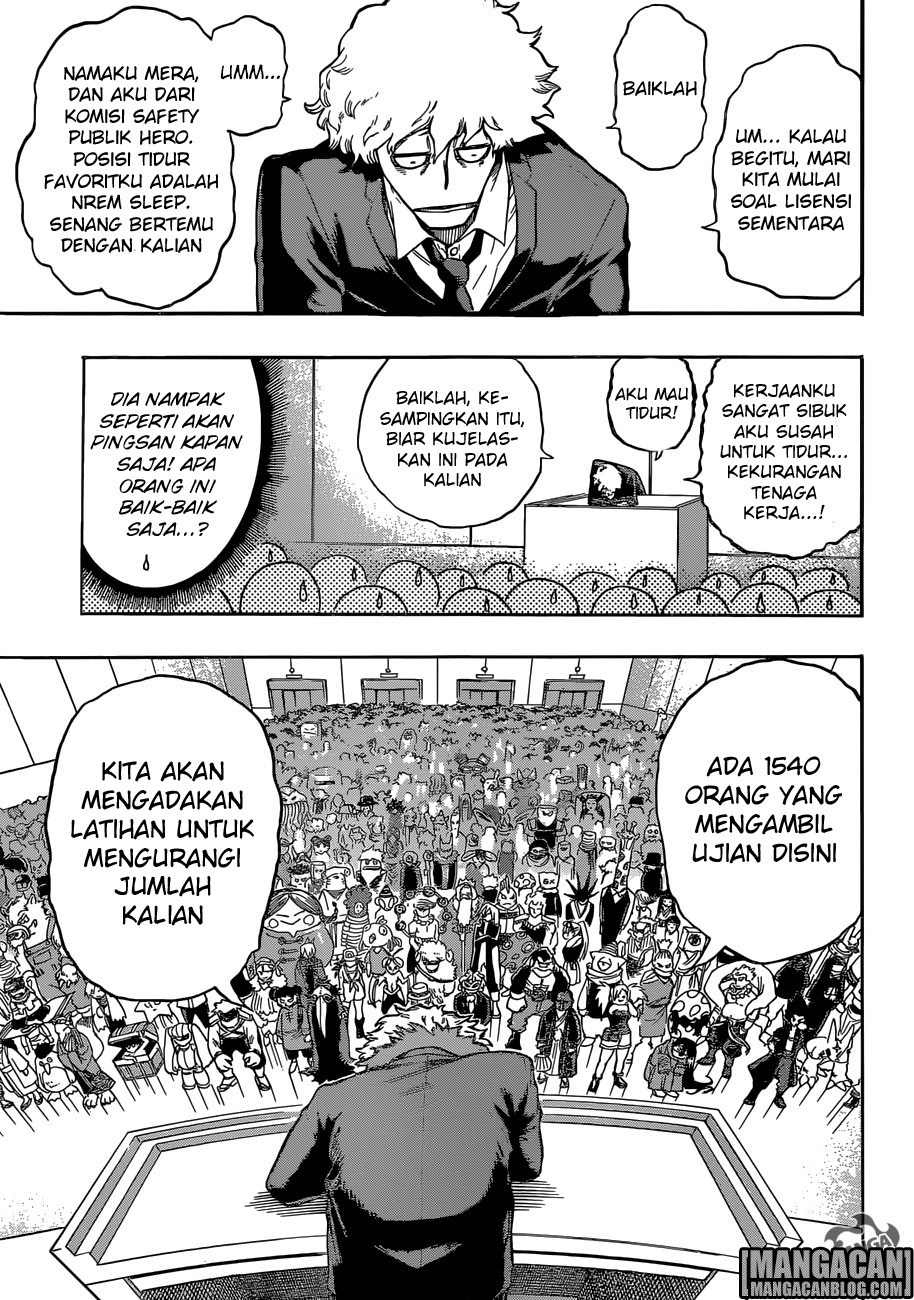 UM... KALAU
BEGITU, MARI
KITA MULAI
SOAL LISENSI
SEMENTARA
BAIKLAH
UMM...
NAMAKU MERA,
DAN AKU DARI
KOMISI SAFETY
PUBLIK HERO.
POSISI TIDUR
FAVORITKU ADALAH
NREM SLEEP.
SENANG BERTEMU
DENGAN KALIAN
KERJAANKU
SANGAT SIBUK
AKU SUSAH
UNTUK TIDUR...
KEKURANGAN
TENAGA
KERJA...!
AKU MAU
TIDUR!
BAIKLAH, KE-
SAMPINGKAN ITU,
BIAR KUJELAS-
KAN INI PADA
KALIAN
DIA NAMPAK
SEPERTI AKAN
PINGSAN KAPAN
SAJA! APA
ORANG INI
BAIK-BAIK
SAJA...?
ADA 1540
ORANG YANG
MENGAMBIL
UJIAN DISINI
KITA AKAN
MENGADAKAN
LATIHAN UNTUK
MENGURANGI
JUMLAH
KALIAN
MANGACAN
MANGACANBLOG.COM